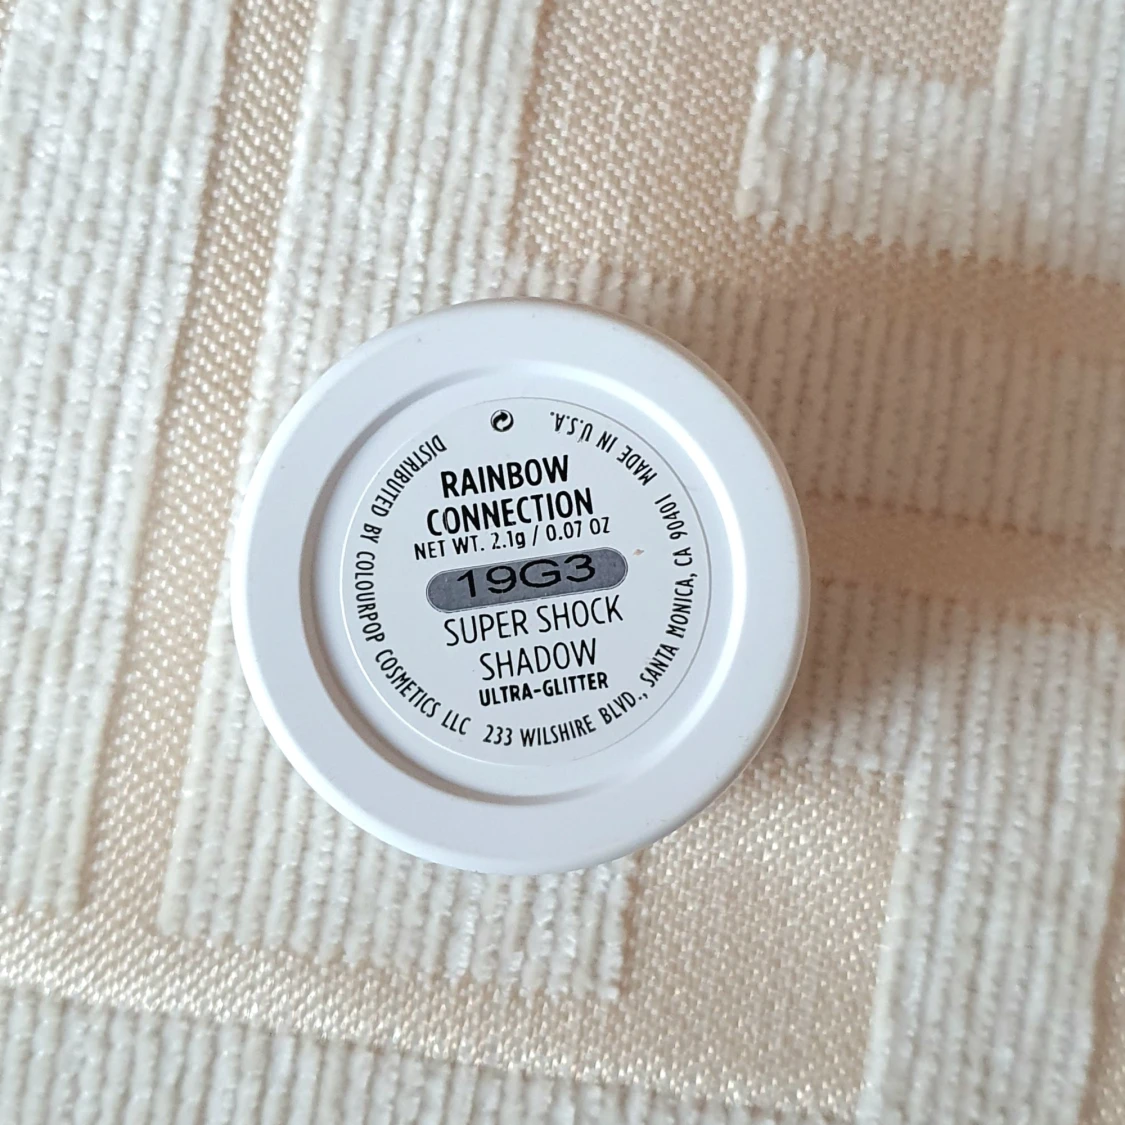 RAINBOW
CONNECTION
NET WT. 2.1g / 0.07 OZ
19G3
SUPER SHOCK
SHADOW
ULTRA-GLITTER
DISTRIBUTED BY COLOURPOP COSMETICS LLC 233 WILSHIRE BLVD., SANTA MONICA, CA 90401 MADE IN U.S.A.